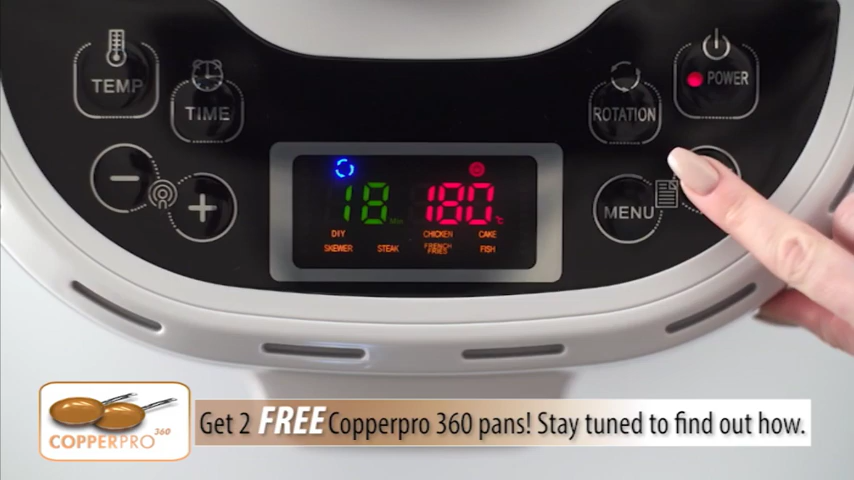 TEMP
TIME
ROTATION
POWER
MENU
18 Min
180 °C
DIY
CHICKEN
CAKE
SKEWER
STEAK
FRENCH
FRIES
FISH
COPPERPRO 360
Get 2 FREE Copperpro 360 pans! Stay tuned to find out how.